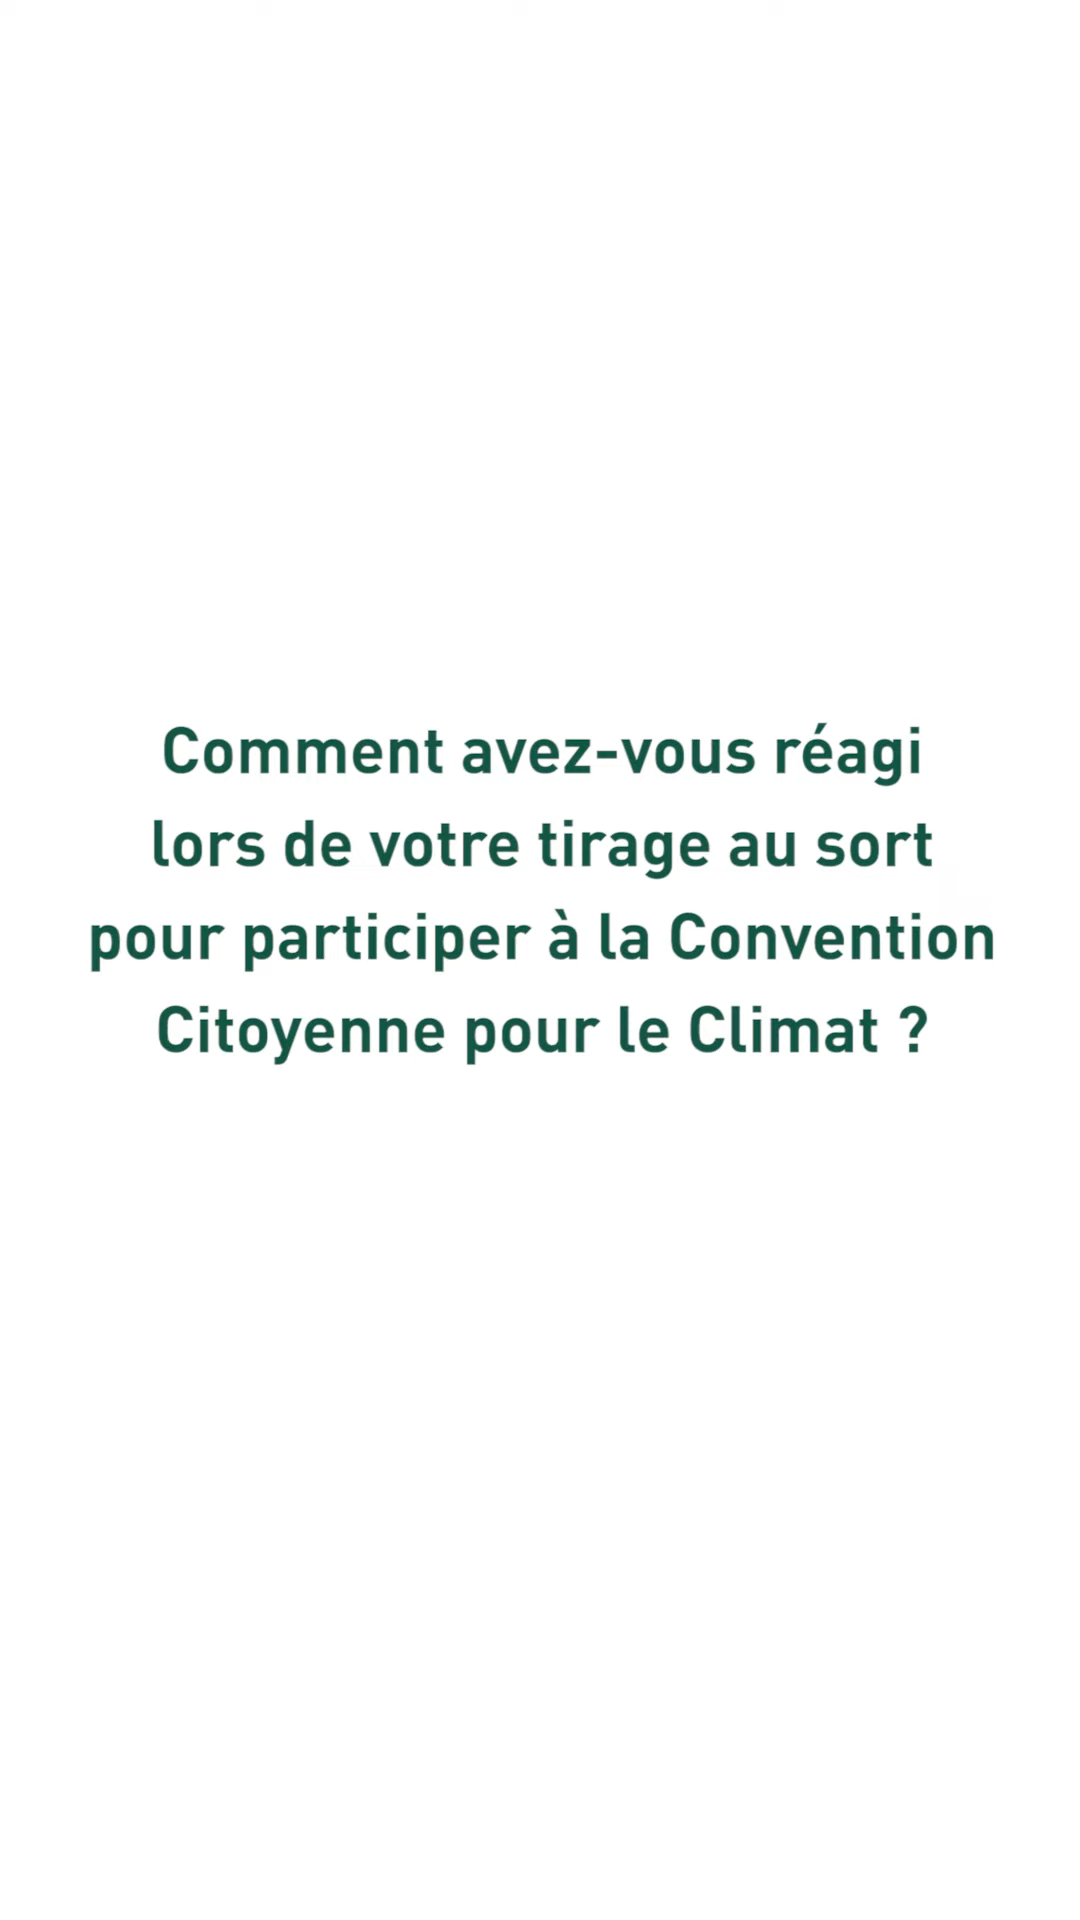 Comment avez-vous réagi
lors de votre tirage au sort
pour participer à la Convention
Citoyenne pour le Climat ?